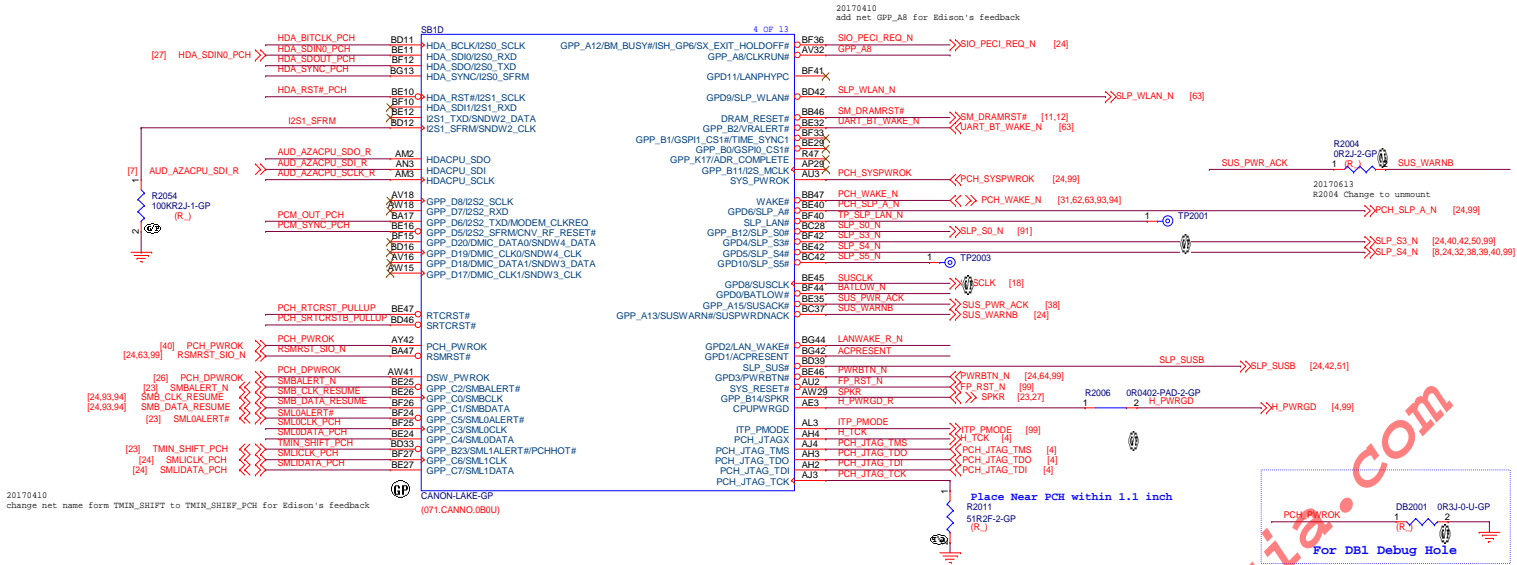 20170410
add net GPP_A8 for Edison's feedback
SB1D
4 OF 13
HDA_BITCLK_PCH BD11 HDA_BCLK/I2S0_SCLK
[27] HDA_SDIN0_PCH HDA_SDIN0_PCH BE11 HDA_SDI0/I2S0_RXD
HDA_SDOUT_PCH BF12 HDA_SDO/I2S0_TXD
HDA_SYNC_PCH BG13 HDA_SYNC/I2S0_SFRM
HDA_RST#_PCH BE10 HDA_RST#/I2S1_SCLK
BF10 HDA_SDI1/I2S1_RXD
BE12 I2S1_TXD/SNDW2_DATA
I2S1_SFRM BD12 I2S1_SFRM/SNDW2_CLK
AUD_AZACPU_SDO_R AM2 HDACPU_SDO
[7] AUD_AZACPU_SDI_R AUD_AZACPU_SDI_R AN3 HDACPU_SDI
AUD_AZACPU_SCLK_R AM3 HDACPU_SCLK
1
R2054
100KR2J-1-GP
(R_)
2
AV18 GPP_D8/I2S2_SCLK
AW18 GPP_D7/I2S2_RXD
PCM_OUT_PCH BA17 GPP_D6/I2S2_TXD/MODEM_CLKREQ
PCM_SYNC_PCH BE16 GPP_D5/I2S2_SFRM/CNV_RF_RESET#
BF15 GPP_D20/DMIC_DATA0/SNDW4_DATA
BD16 GPP_D19/DMIC_CLK0/SNDW4_CLK
AV16 GPP_D18/DMIC_DATA1/SNDW3_DATA
AW15 GPP_D17/DMIC_CLK1/SNDW3_CLK
PCH_RTCRST_PULLUP BE47 RTCRST#
PCH_SRTCRSTB_PULLUP BD46 SRTCRST#
[40] PCH_PWROK PCH_PWROK AY42 PCH_PWROK
[24,63,99] RSMRST_SIO_N RSMRST_SIO_N BA47 RSMRST#
[26] PCH_DPWROK PCH_DPWROK AW41 DSW_PWROK
[23] SMBALERT_N SMBALERT_N BE25 GPP_C2/SMBALERT#
[24,93,94] SMB_CLK_RESUME SMB_CLK_RESUME BE26 GPP_C0/SMBCLK
[24,93,94] SMB_DATA_RESUME SMB_DATA_RESUME BF26 GPP_C1/SMBDATA
[23] SML0ALERT# SML0ALERT# BF24 GPP_C5/SML0ALERT#
SML0CLK_PCH BF25 GPP_C3/SML0CLK
SML0DATA_PCH BE24 GPP_C4/SML0DATA
[23] TMIN_SHIFT_PCH TMIN_SHIFT_PCH BD33 GPP_B23/SML1ALERT#/PCHHOT#
[24] SMLICLK_PCH SMLICLK_PCH BF27 GPP_C6/SML1CLK
[24] SMLIDATA_PCH SMLIDATA_PCH BE27 GPP_C7/SML1DATA
20170410
change net name form TMIN_SHIFT to TMIN_SHIEF_PCH for Edison's feedback
GP
CANON-LAKE-GP
(071.CANNO.0B0U)
GPP_A12/BM_BUSY#/ISH_GP6/SX_EXIT_HOLDOFF# BF36 SIO_PECI_REQ_N SIO_PECI_REQ_N [24]
GPP_A8/CLKRUN# AV32 GPP_A8
GPD11/LANPHYPC BF41
GPD9/SLP_WLAN# BD42 SLP_WLAN_N SLP_WLAN_N [63]
DRAM_RESET# BB46 SM_DRAMRST# SM_DRAMRST# [11,12]
GPP_B2/VRALERT# BE32 UART_BT_WAKE_N UART_BT_WAKE_N [63]
GPP_B1/GSPI1_CS1#/TIME_SYNC1 BF33
GPP_B0/GSPI0_CS1# BE29
GPP_K17/ADR_COMPLETE R47
GPP_B11/I2S_MCLK AP29
SYS_PWROK AU3 PCH_SYSPWROK PCH_SYSPWROK [24,99]
WAKE# BB47 PCH_WAKE_N PCH_WAKE_N [31,62,63,93,94]
GPD6/SLP_A# BE40 PCH_SLP_A_N PCH_SLP_A_N [24,99]
SLP_LAN# BF40 TP_SLP_LAN_N 1 TP2001
GPP_B12/SLP_S0# BC28 SLP_S0_N SLP_S0_N [91]
GPD4/SLP_S3# BF42 SLP_S3_N SLP_S3_N [24,40,42,50,99]
GPD5/SLP_S4# BE42 SLP_S4_N SLP_S4_N [8,24,32,38,39,40,99]
GPD10/SLP_S5# BC42 SLP_S5_N 1 TP2003
GPD8/SUSCLK BE45 SUSCLK SCLK [18]
GPD0/BATLOW# BF44 BATLOW_N
GPP_A15/SUSACK# BE35 SUS_PWR_ACK SUS_PWR_ACK [38]
GPP_A13/SUSWARN#/SUSPWRDNACK BC37 SUS_WARNB SUS_WARNB [24]
GPD2/LAN_WAKE# BG44 LANWAKE_R_N
GPD1/ACPRESENT BG42 ACPRESENT
SLP_SUS# BD39 SLP_SUSB SLP_SUSB [24,42,51]
GPD3/PWRBTN# BE46 PWRBTN_N PWRBTN_N [24,64,99]
SYS_RESET# AU2 FP_RST_N FP_RST_N [99]
GPP_B14/SPKR AW29 SPKR SPKR [23,27]
CPUPWRGD AE3 H_PWRGD_R 1 R2006 0R0402-PAD-2-GP 2 H_PWRGD H_PWRGD [4,99]
ITP_PMODE AL3 ITP_PMODE ITP_PMODE [99]
PCH_JTAGX AH4 H_TCK H_TCK [4]
PCH_JTAG_TMS AJ4 PCH_JTAG_TMS PCH_JTAG_TMS [4]
PCH_JTAG_TDO AH3 PCH_JTAG_TDO PCH_JTAG_TDO [4]
PCH_JTAG_TDI AH2 PCH_JTAG_TDI PCH_JTAG_TDI [4]
PCH_JTAG_TCK AJ3 PCH_JTAG_TCK
Place Near PCH within 1.1 inch
1
R2011
51R2F-2-GP
(R_)
R2004
0R2J-2-GP
SUS_PWR_ACK 1 (R_) 2 SUS_WARNB
20170613
R2004 Change to unmount
DB2001 0R3J-0-U-GP
PCH_PWROK 1 2
(R_)
For DB1 Debug Hole
ia.com